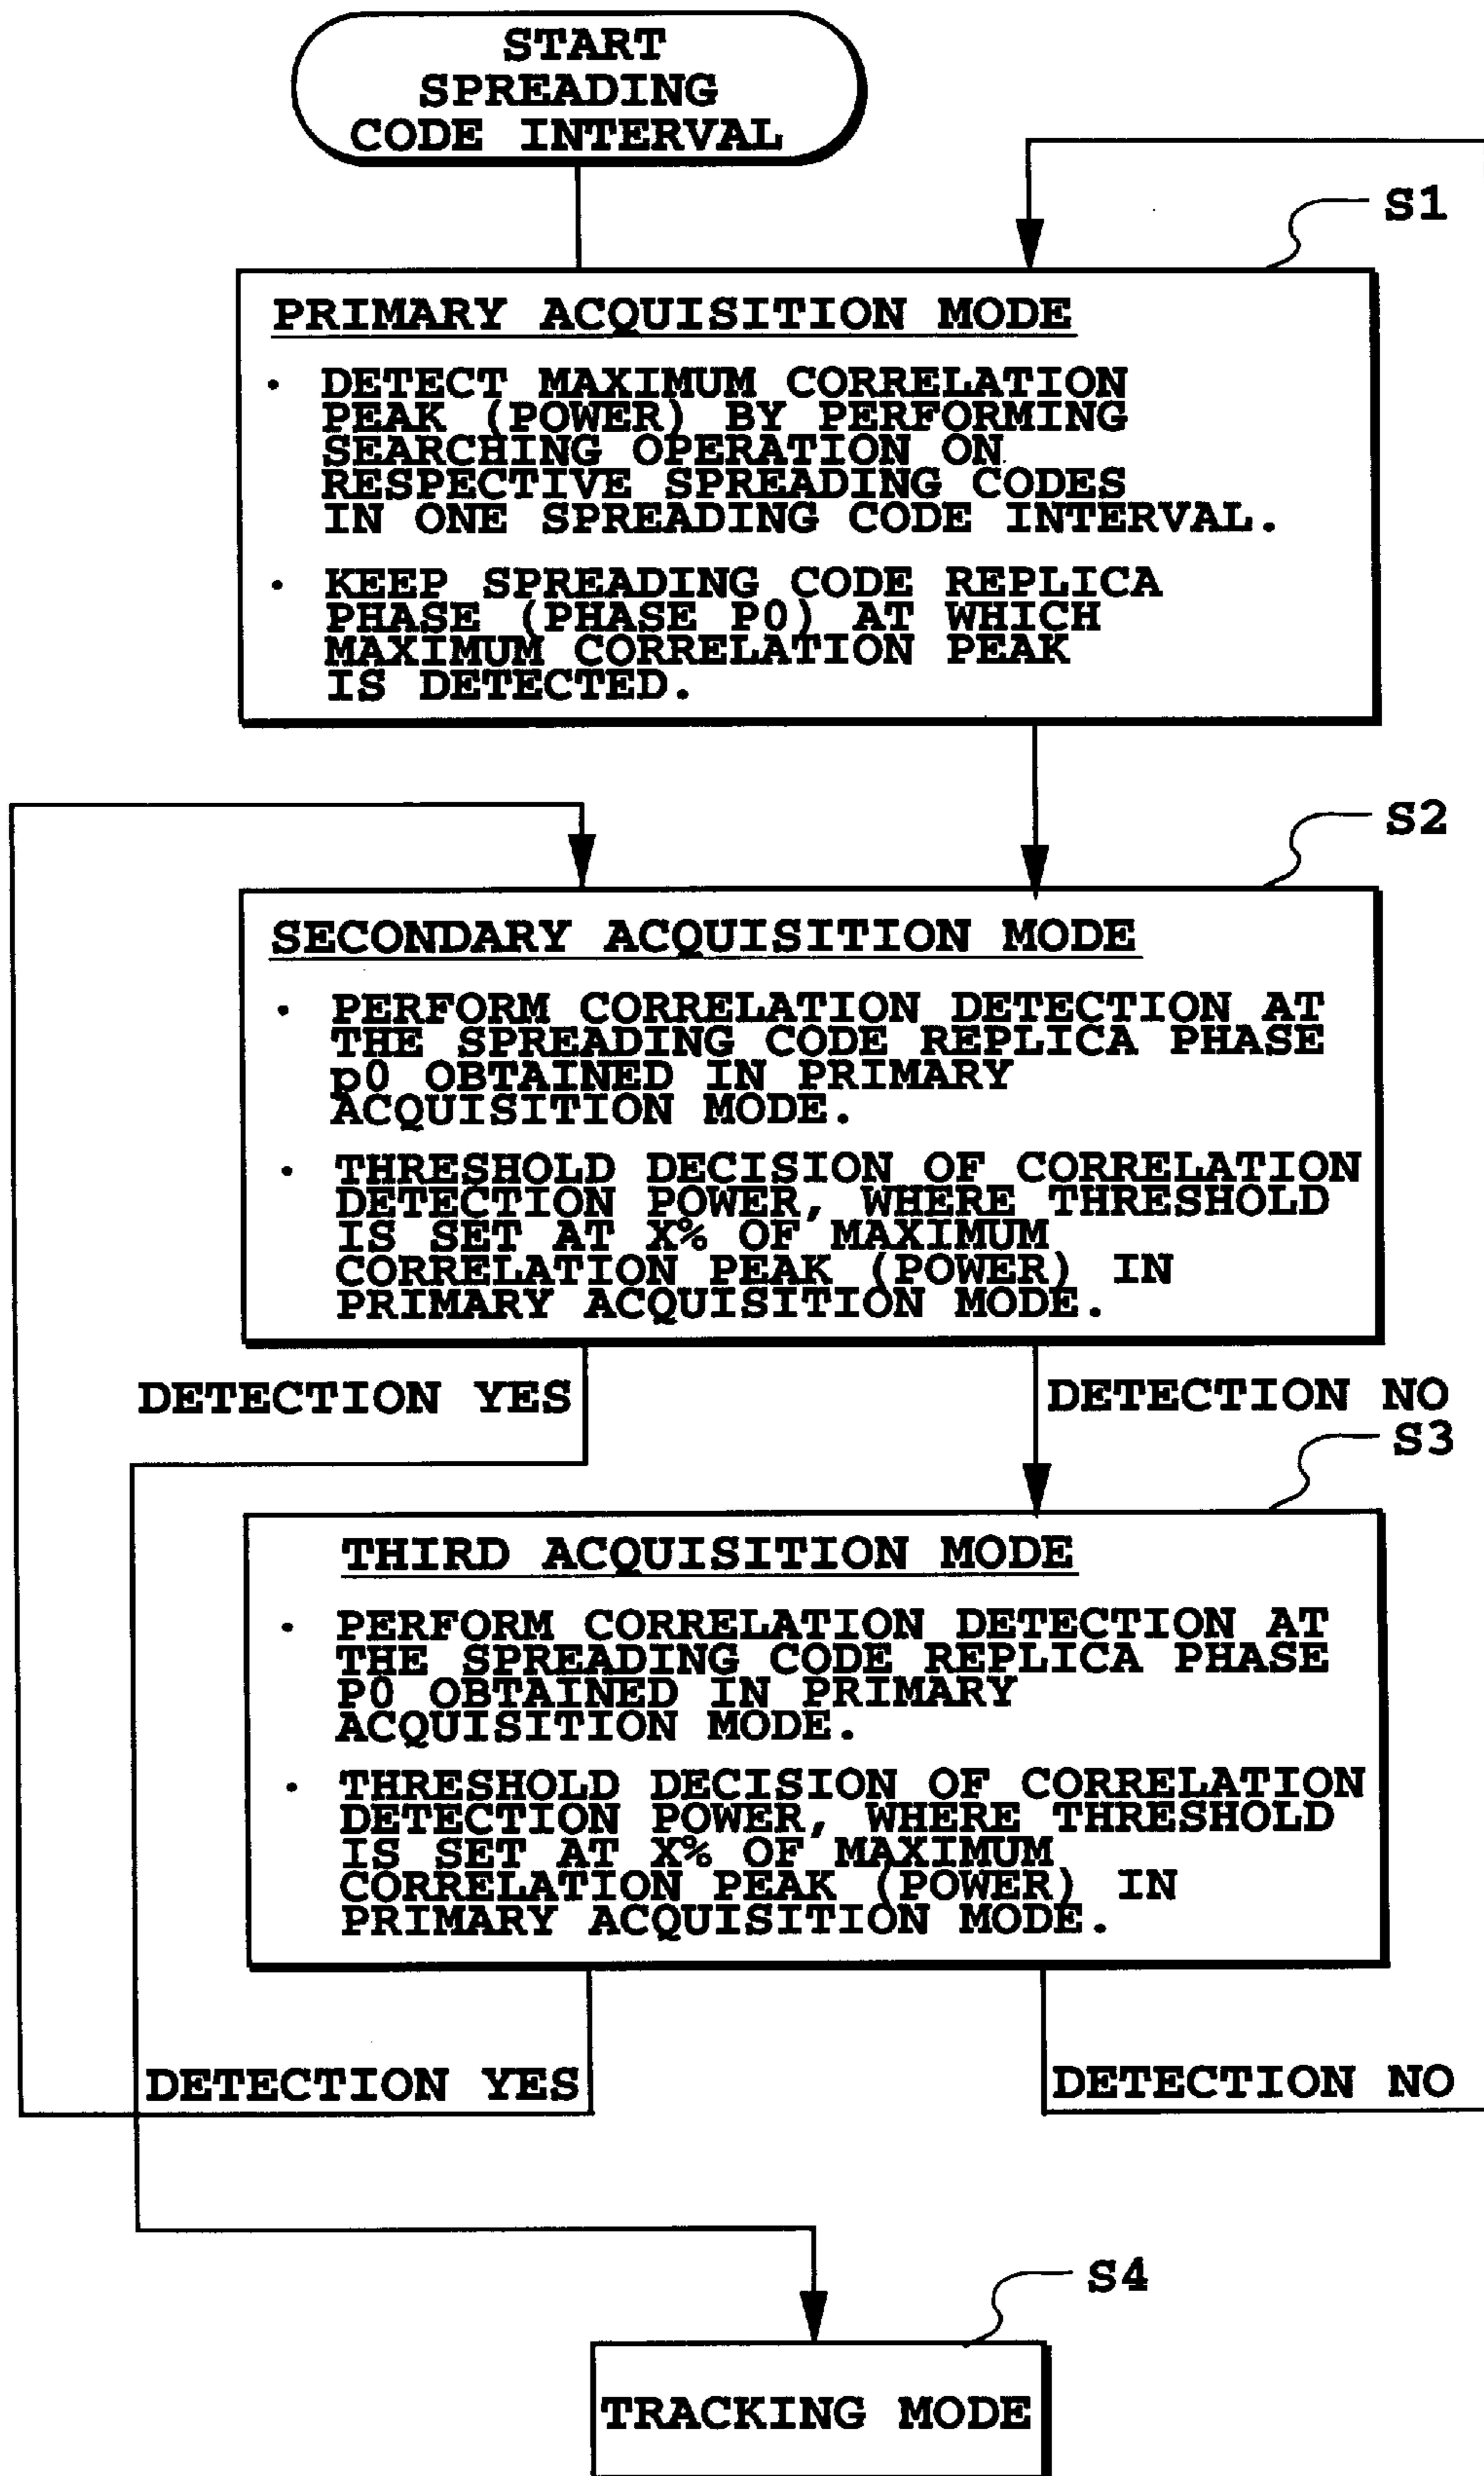 START
SPREADING
CODE INTERVAL
S1
PRIMARY ACQUISITION MODE
· DETECT MAXIMUM CORRELATION
PEAK (POWER) BY PERFORMING
SEARCHING OPERATION ON
RESPECTIVE SPREADING CODES
IN ONE SPREADING CODE INTERVAL.
· KEEP SPREADING CODE REPLICA
PHASE (PHASE P0) AT WHICH
MAXIMUM CORRELATION PEAK
IS DETECTED.
S2
SECONDARY ACQUISITION MODE
· PERFORM CORRELATION DETECTION AT
THE SPREADING CODE REPLICA PHASE
p0 OBTAINED IN PRIMARY
ACQUISITION MODE.
· THRESHOLD DECISION OF CORRELATION
DETECTION POWER, WHERE THRESHOLD
IS SET AT X% OF MAXIMUM
CORRELATION PEAK (POWER) IN
PRIMARY ACQUISITION MODE.
DETECTION YES
DETECTION NO
S3
THIRD ACQUISITION MODE
· PERFORM CORRELATION DETECTION AT
THE SPREADING CODE REPLICA PHASE
P0 OBTAINED IN PRIMARY
ACQUISITION MODE.
· THRESHOLD DECISION OF CORRELATION
DETECTION POWER, WHERE THRESHOLD
IS SET AT X% OF MAXIMUM
CORRELATION PEAK (POWER) IN
PRIMARY ACQUISITION MODE.
DETECTION YES
DETECTION NO
S4
TRACKING MODE